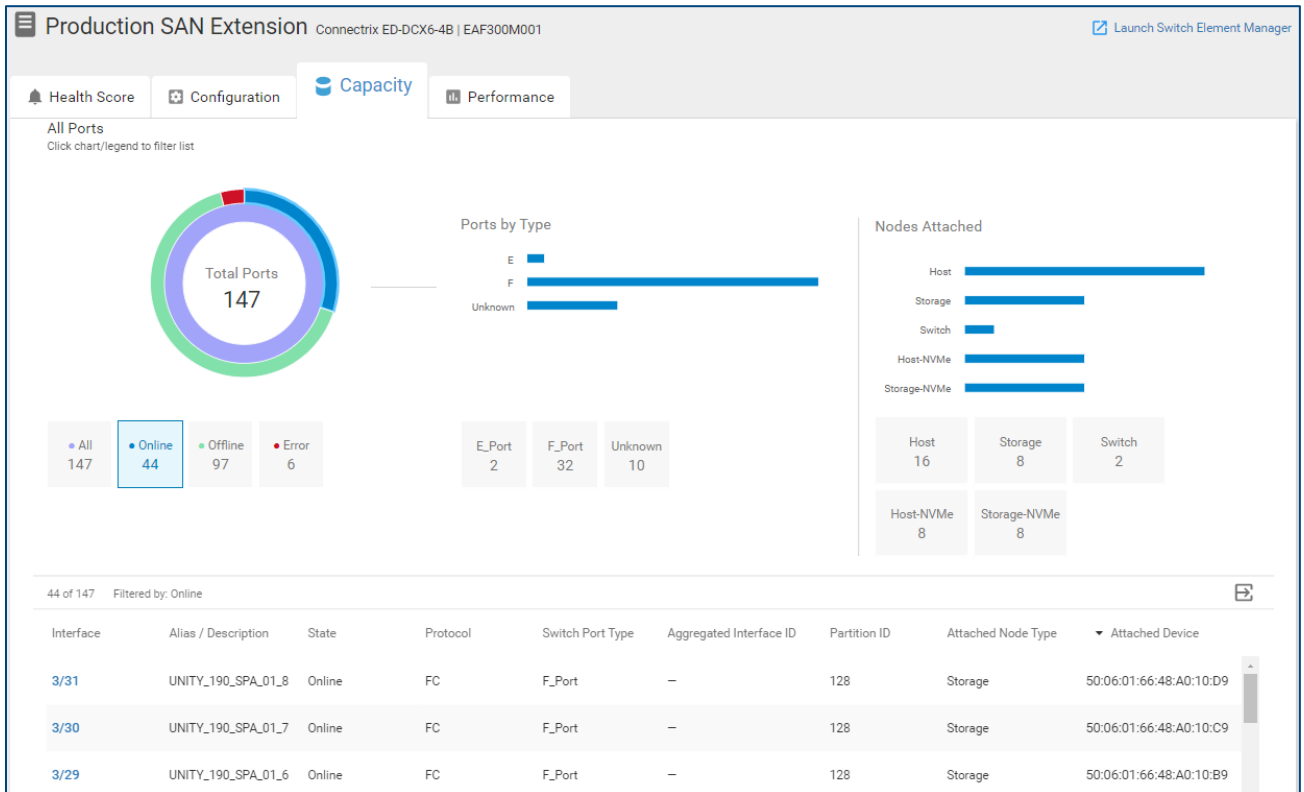 Production SAN Extension Connectrix ED-DCX6-4B | EAF300M001
Launch Switch Element Manager
Health Score
Configuration
Capacity
Performance
All Ports
Click chart/legend to filter list
Total Ports
147
Ports by Type
E
F
Unknown
Nodes Attached
Host
Storage
Switch
Host-NVMe
Storage-NVMe
All Online Offline Error
147 44 97 6
E_Port F_Port Unknown
2 32 10
Host Storage Switch
16 8 2
Host-NVMe Storage-NVMe
8 8
44 of 147 Filtered by: Online
Interface Alias / Description State Protocol Switch Port Type Aggregated Interface ID Partition ID Attached Node Type Attached Device
3/31 UNITY_190_SPA_01_8 Online FC F_Port — 128 Storage 50:06:01:66:48:A0:10:D9
3/30 UNITY_190_SPA_01_7 Online FC F_Port — 128 Storage 50:06:01:66:48:A0:10:C9
3/29 UNITY_190_SPA_01_6 Online FC F_Port — 128 Storage 50:06:01:66:48:A0:10:B9